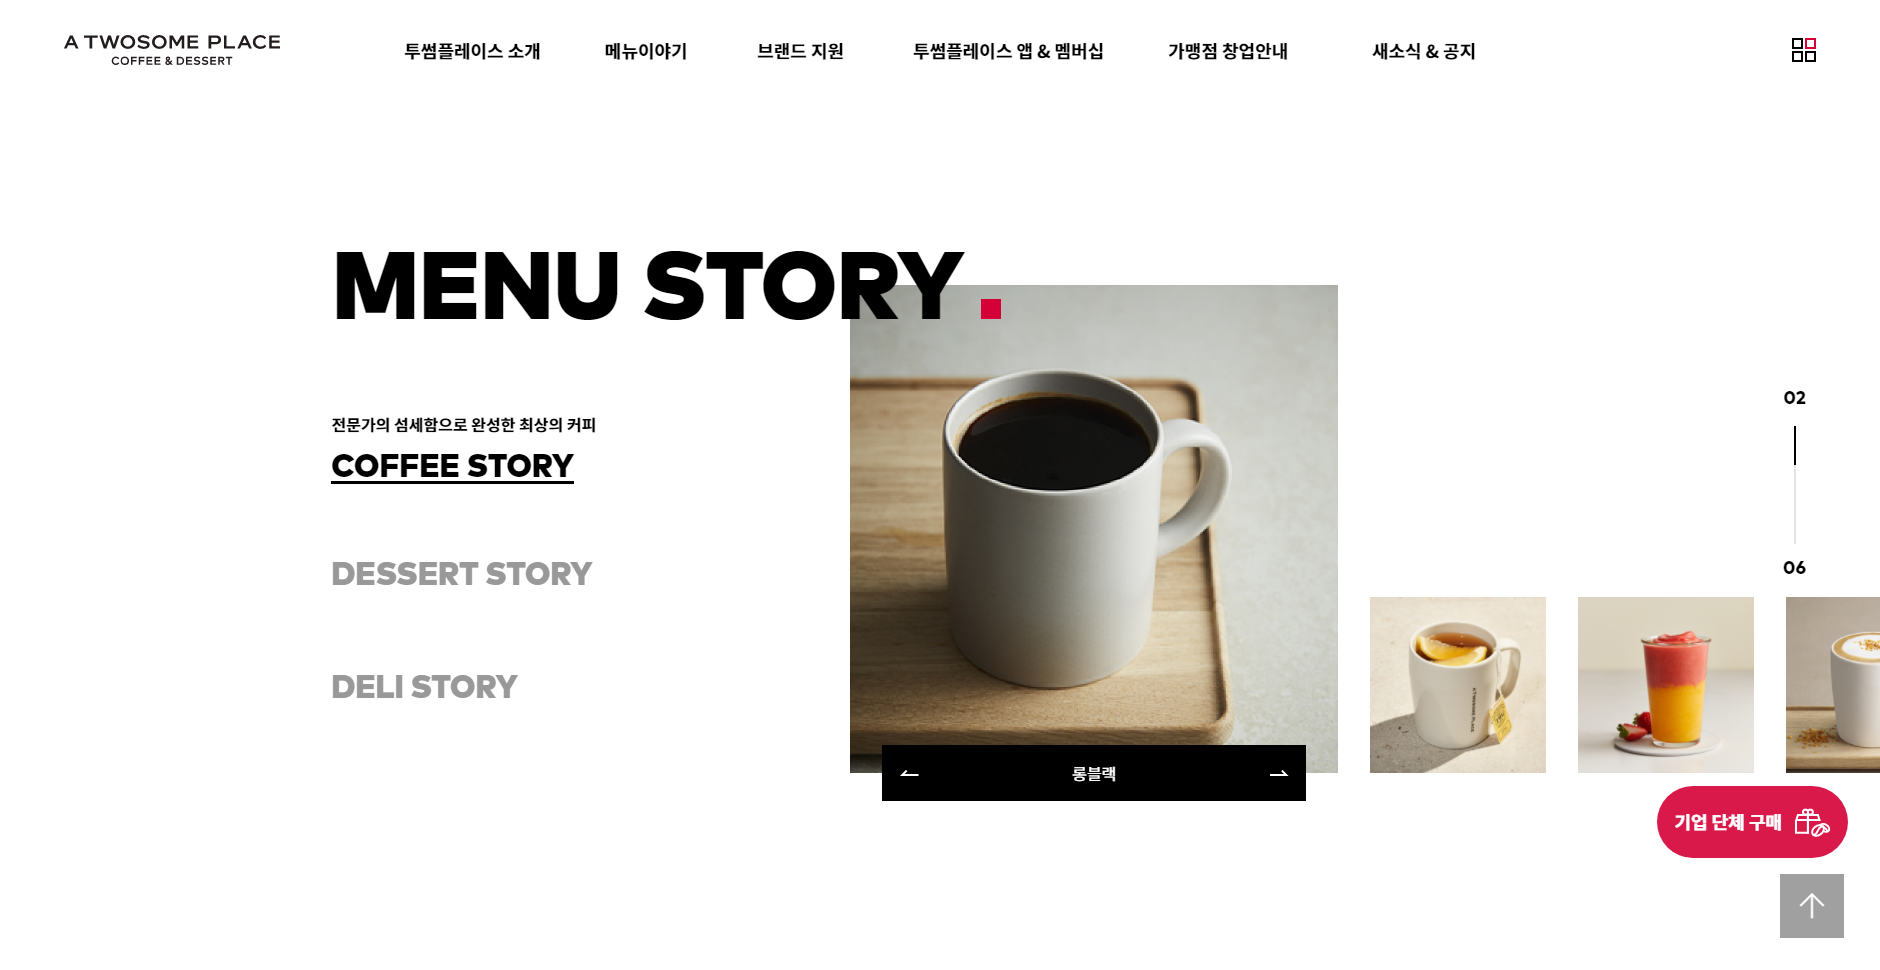 A TWOSOME PLACE
COFFEE & DESSERT
투썸플레이스 소개
메뉴이야기
브랜드 지원
투썸플레이스 앱 & 멤버십
가맹점 창업안내
새소식 & 공지
MENU STORY.
전문가의 섬세함으로 완성한 최상의 커피
COFFEE STORY
DESSERT STORY
DELI STORY
롱블랙
02
06
A TWOSOME PLACE
기업 단체 구매